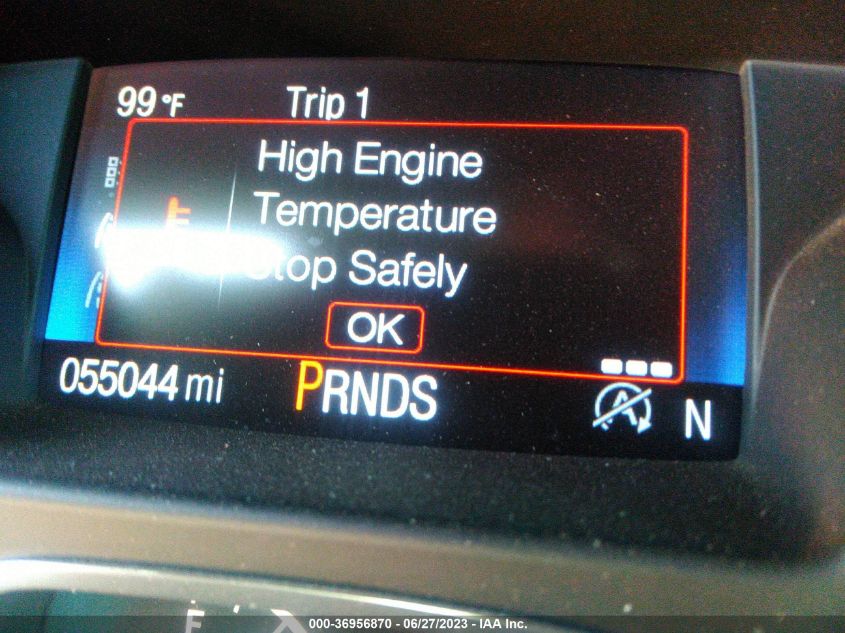 99°F Trip 1
High Engine
Temperature
Stop Safely
OK
055044 mi PRNDS A N
000-36956870 - 06/27/2023 - IAA Inc.